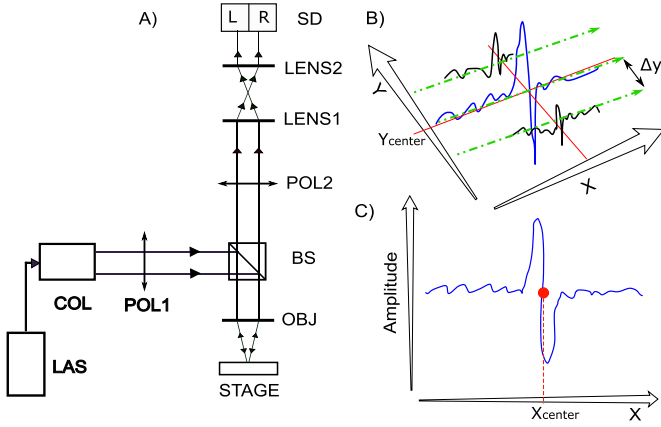 A)
L R SD
LENS2
LENS1
POL2
BS
COL
POL1
OBJ
LAS
STAGE
B)
Y
Δy
Ycenter
X
C)
Amplitude
Xcenter
X